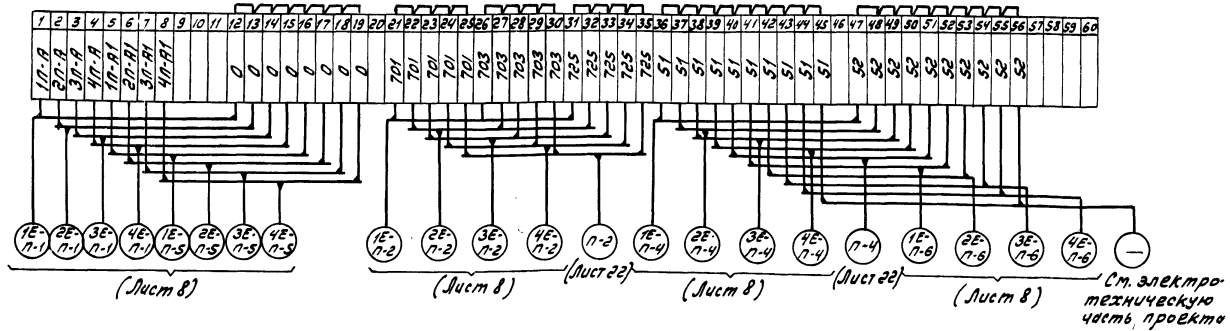 1 2 3 4 5 6 7 8 9 10 11 12 13 14 15 16 17 18 19 20 21 22 23 24 25 26 27 28 29 30 31 32 33 34 35 36 37 38 39 40 41 42 43 44 45 46 47 48 49 50 51 52 53 54 55 56 57 58 59 60
1П-А 2П-А 3П-А 4П-А 1П-А1 2П-А1 3П-А1 4П-А1 0 0 0 0 0 0 0 0 701 701 701 701 701 703 703 703 703 703 725 725 725 725 725 51 51 51 51 51 51 51 51 51 51 52 52 52 52 52 52 52 52 52 52
1Е- 2Е- 3Е- 4Е- 1Е- 2Е- 3Е- 4Е- 1Е- 2Е- 3Е- 4Е- П-2 1Е- 2Е- 3Е- 4Е- П-4 1Е- 2Е- 3Е- 4Е- —
П-1 П-1 П-1 П-1 П-5 П-5 П-5 П-5 П-2 П-2 П-2 П-2 П-4 П-4 П-4 П-4 П-6 П-6 П-6 П-6
(Лист 8) (Лист 8) (Лист 22) (Лист 8) (Лист 22) (Лист 8)
См. электро-
техническую
часть проекта